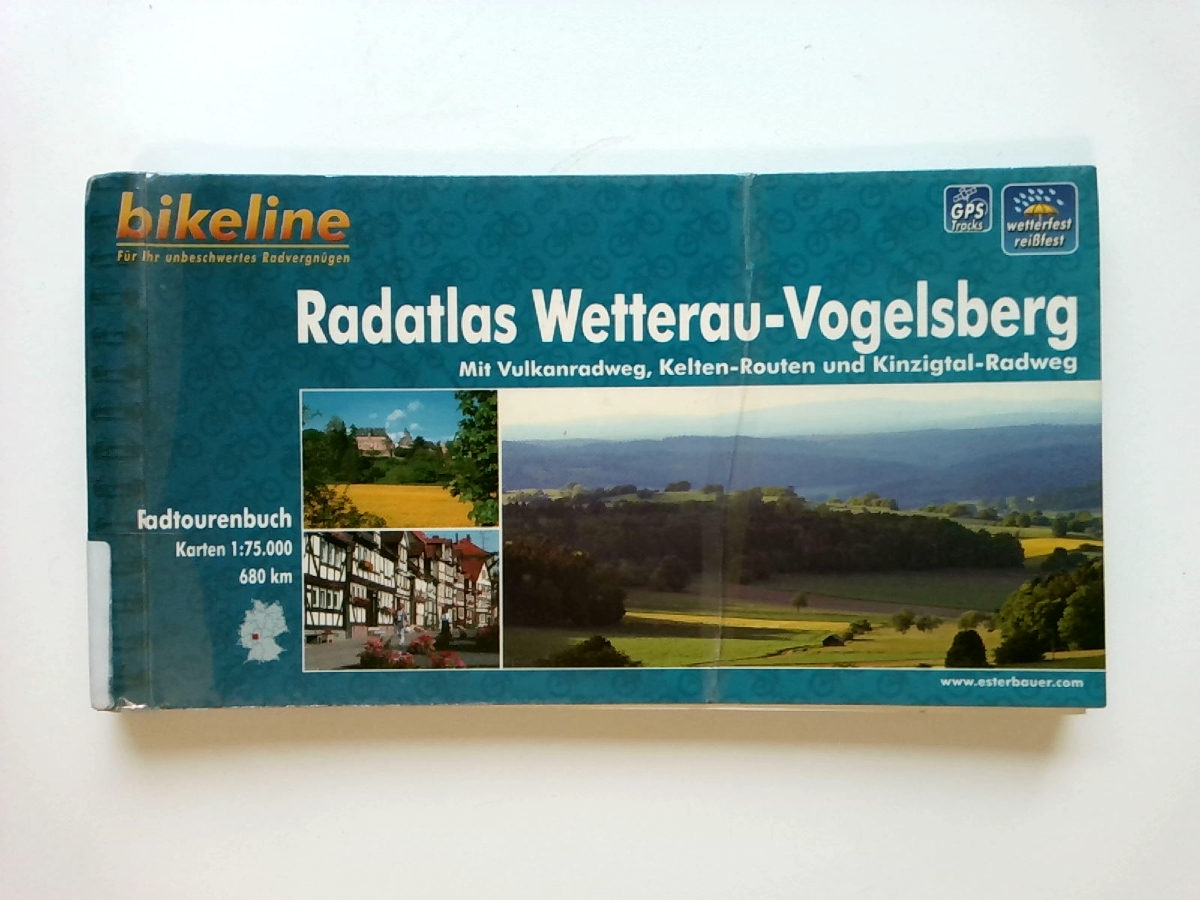 bikeline
Für Ihr unbeschwertes Radvergnügen
GPS
Tracks
wetterfest
reißfest
Radatlas Wetterau-Vogelsberg
Mit Vulkanradweg, Kelten-Routen und Kinzigtal-Radweg
Radtourenbuch
Karten 1:75.000
680 km
www.esterbauer.com